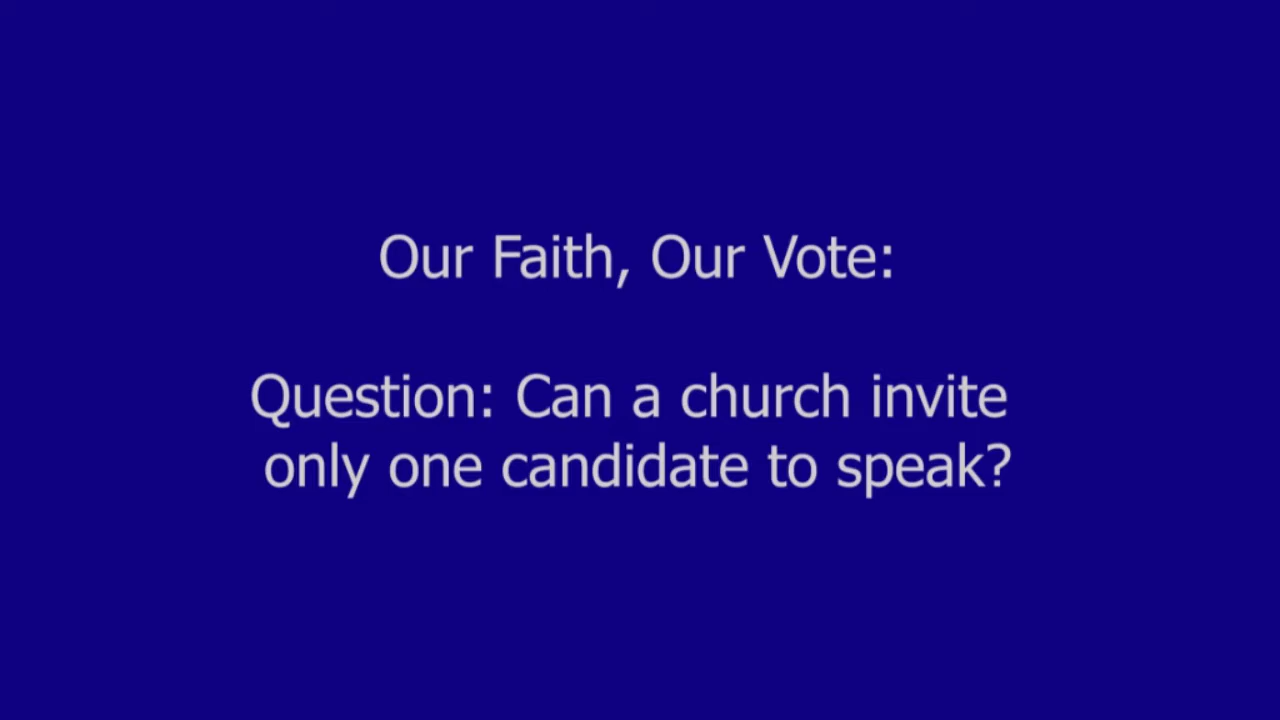 Our Faith, Our Vote:
Question: Can a church invite
only one candidate to speak?